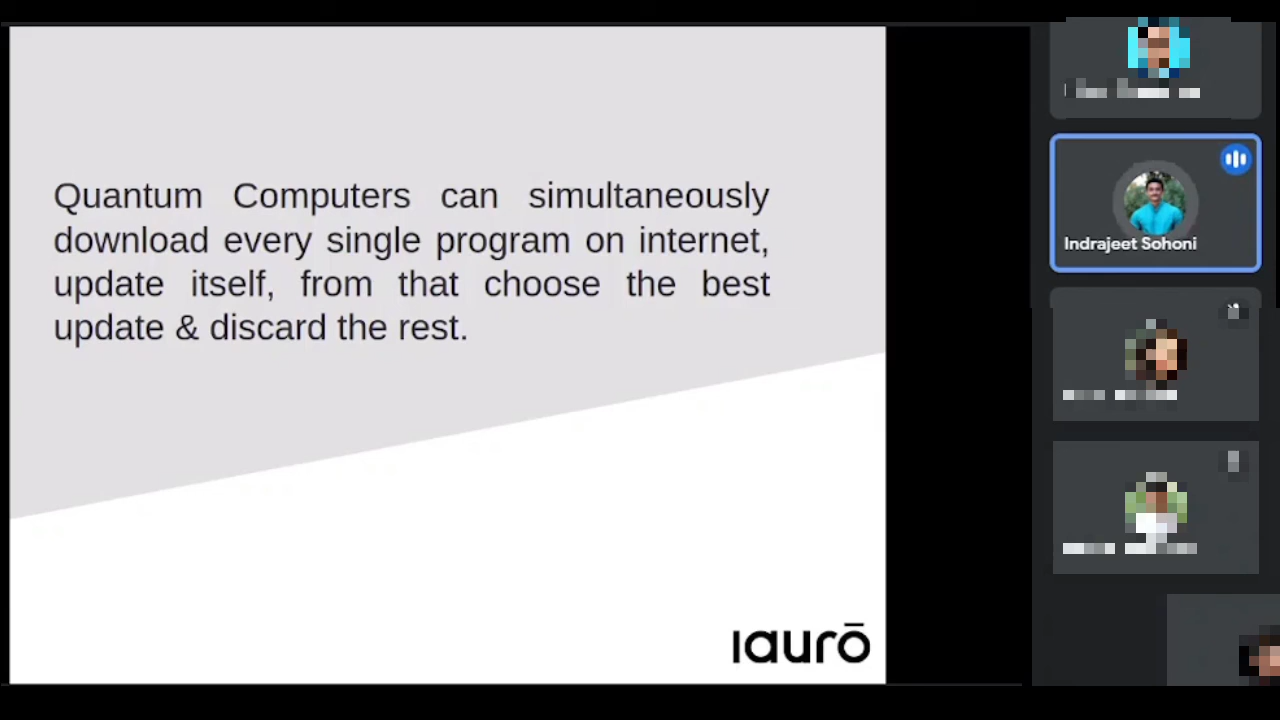 Quantum Computers can simultaneously
download every single program on internet,
update itself, from that choose the best
update & discard the rest.
ıaurō
Indrajeet Sohoni